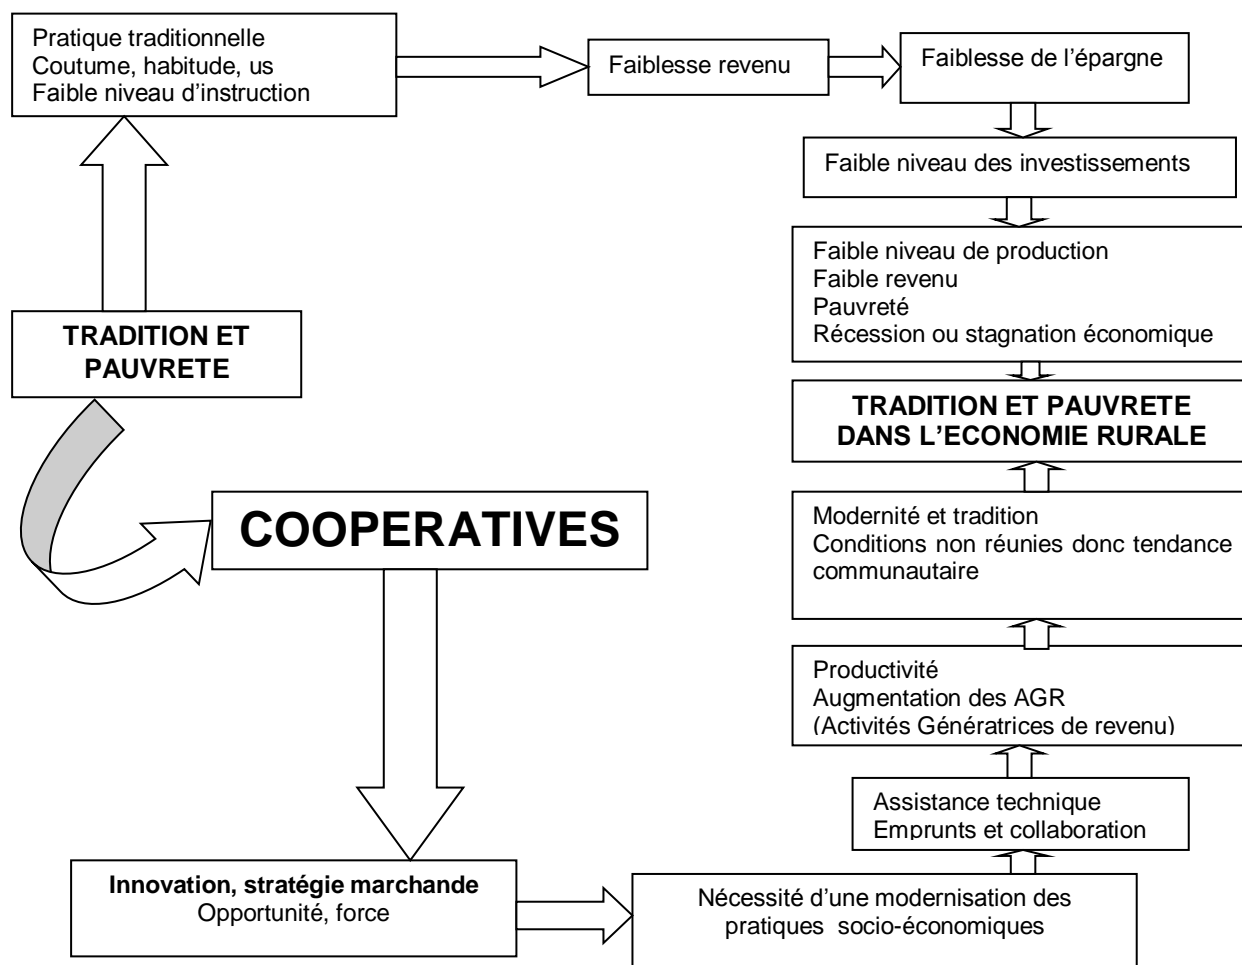 Pratique traditionnelle
Coutume, habitude, us
Faible niveau d'instruction
Faiblesse revenu
Faiblesse de l'épargne
Faible niveau des investissements
Faible niveau de production
Faible revenu
Pauvreté
Récession ou stagnation économique
TRADITION ET
PAUVRETE
TRADITION ET PAUVRETE
DANS L'ECONOMIE RURALE
COOPERATIVES
Modernité et tradition
Conditions non réunies donc tendance
communautaire
Productivité
Augmentation des AGR
(Activités Génératrices de revenu)
Assistance technique
Emprunts et collaboration
Innovation, stratégie marchande
Opportunité, force
Nécessité d'une modernisation des
pratiques socio-économiques